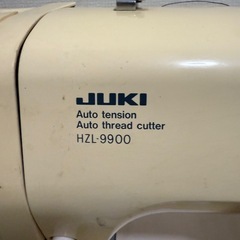 JUKI
Auto tension
Auto thread cutter
HZL-9900